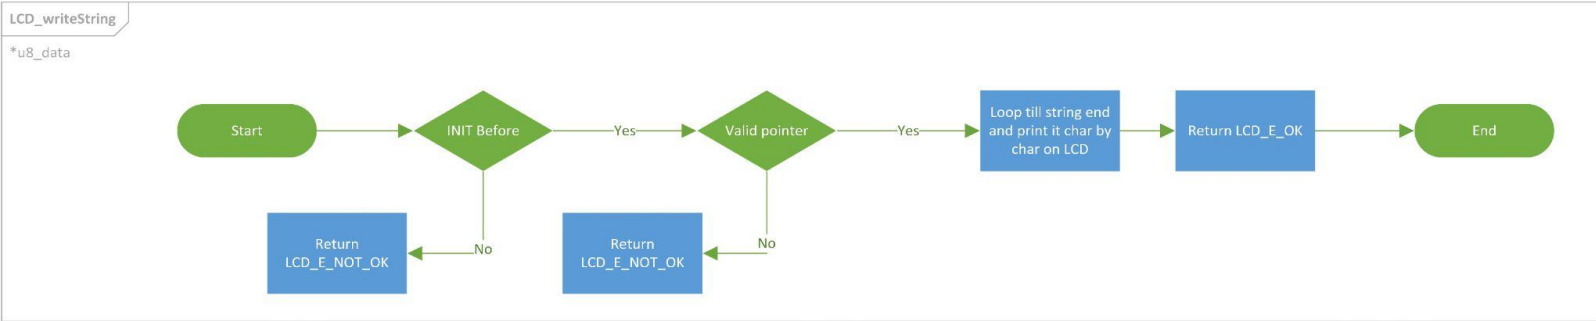 LCD_writeString
*u8_data
Start
INIT Before
Yes
Valid pointer
Yes
Loop till string end
and print it char by
char on LCD
Return LCD_E_OK
End
No
Return
LCD_E_NOT_OK
No
Return
LCD_E_NOT_OK